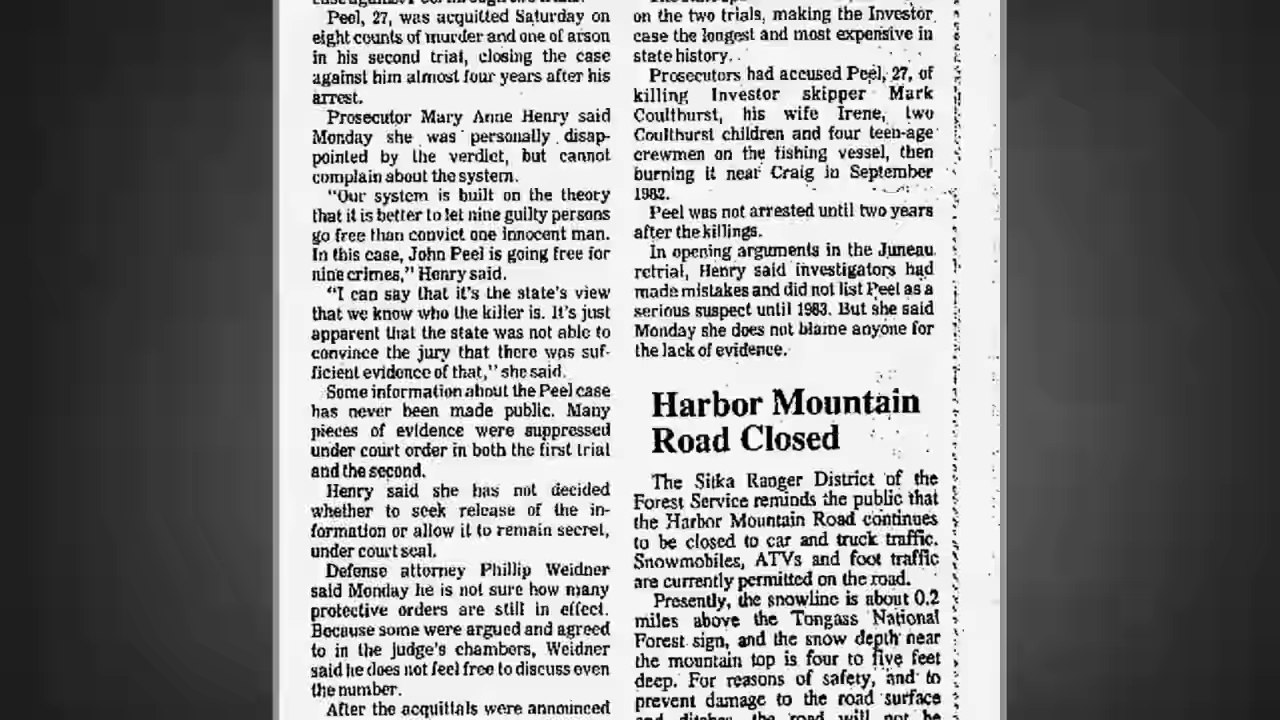 Peel, 27, was acquitted Saturday on
eight counts of murder and one of arson
in his second trial, closing the case
against him almost four years after his
arrest.
Prosecutor Mary Anne Henry said
Monday she was personally disap-
pointed by the verdict, but cannot
complain about the system.
"Our system is built on the theory
that it is better to let nine guilty persons
go free than convict one innocent man.
In this case, John Peel is going free for
nine crimes," Henry said.
"I can say that it's the state's view
that we know who the killer is. It's just
apparent that the state was not able to
convince the jury that there was suf-
ficient evidence of that," she said.
Some information about the Peel case
has never been made public. Many
pieces of evidence were suppressed
under court order in both the first trial
and the second.
Henry said she has not decided
whether to seek release of the in-
formation or allow it to remain secret,
under court seal.
Defense attorney Phillip Weidner
said Monday he is not sure how many
protective orders are still in effect.
Because some were argued and agreed
to in the judge's chambers, Weidner
said he does not feel free to discuss even
the number.
After the acquittals were announced
on the two trials, making the Investor
case the longest and most expensive in
state history.
Prosecutors had accused Peel, 27, of
killing Investor skipper Mark
Coulthurst, his wife Irene, two
Coulthurst children and four teen-age
crewmen on the fishing vessel, then
burning it near Craig in September
1982.
Peel was not arrested until two years
after the killings.
In opening arguments in the Juneau
retrial, Henry said investigators had
made mistakes and did not list Peel as a
serious suspect until 1983. But she said
Monday she does not blame anyone for
the lack of evidence.
Harbor Mountain
Road Closed
The Sitka Ranger District of the
Forest Service reminds the public that
the Harbor Mountain Road continues
to be closed to car and truck traffic.
Snowmobiles, ATVs and foot traffic
are currently permitted on the road.
Presently, the snowline is about 0.2
miles above the Tongass National
Forest sign, and the snow depth near
the mountain top is four to five feet
deep. For reasons of safety, and to
prevent damage to the road surface
and ditches, the road will not be